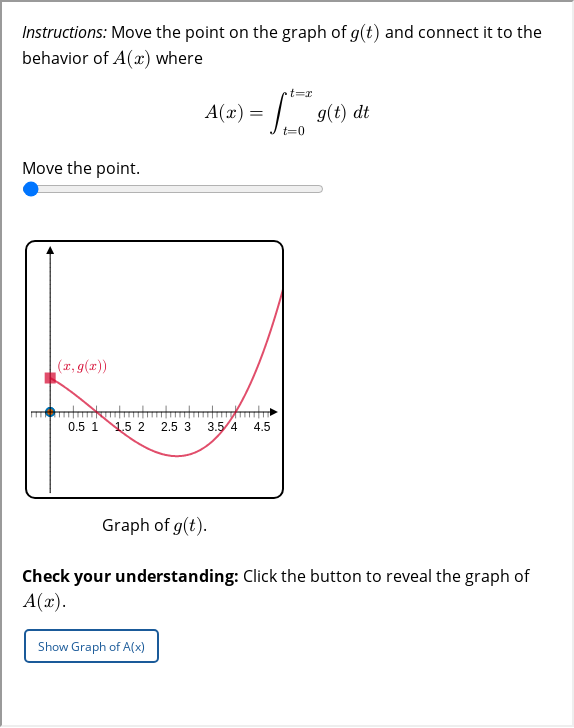 Instructions: Move the point on the graph of g(t) and connect it to the
behavior of A(x) where
A(x) = ∫_{t=0}^{t=x} g(t) dt
Move the point.
(x, g(x))
0.5 1 1.5 2 2.5 3 3.5 4 4.5
Graph of g(t).
Check your understanding: Click the button to reveal the graph of
A(x).
Show Graph of A(x)